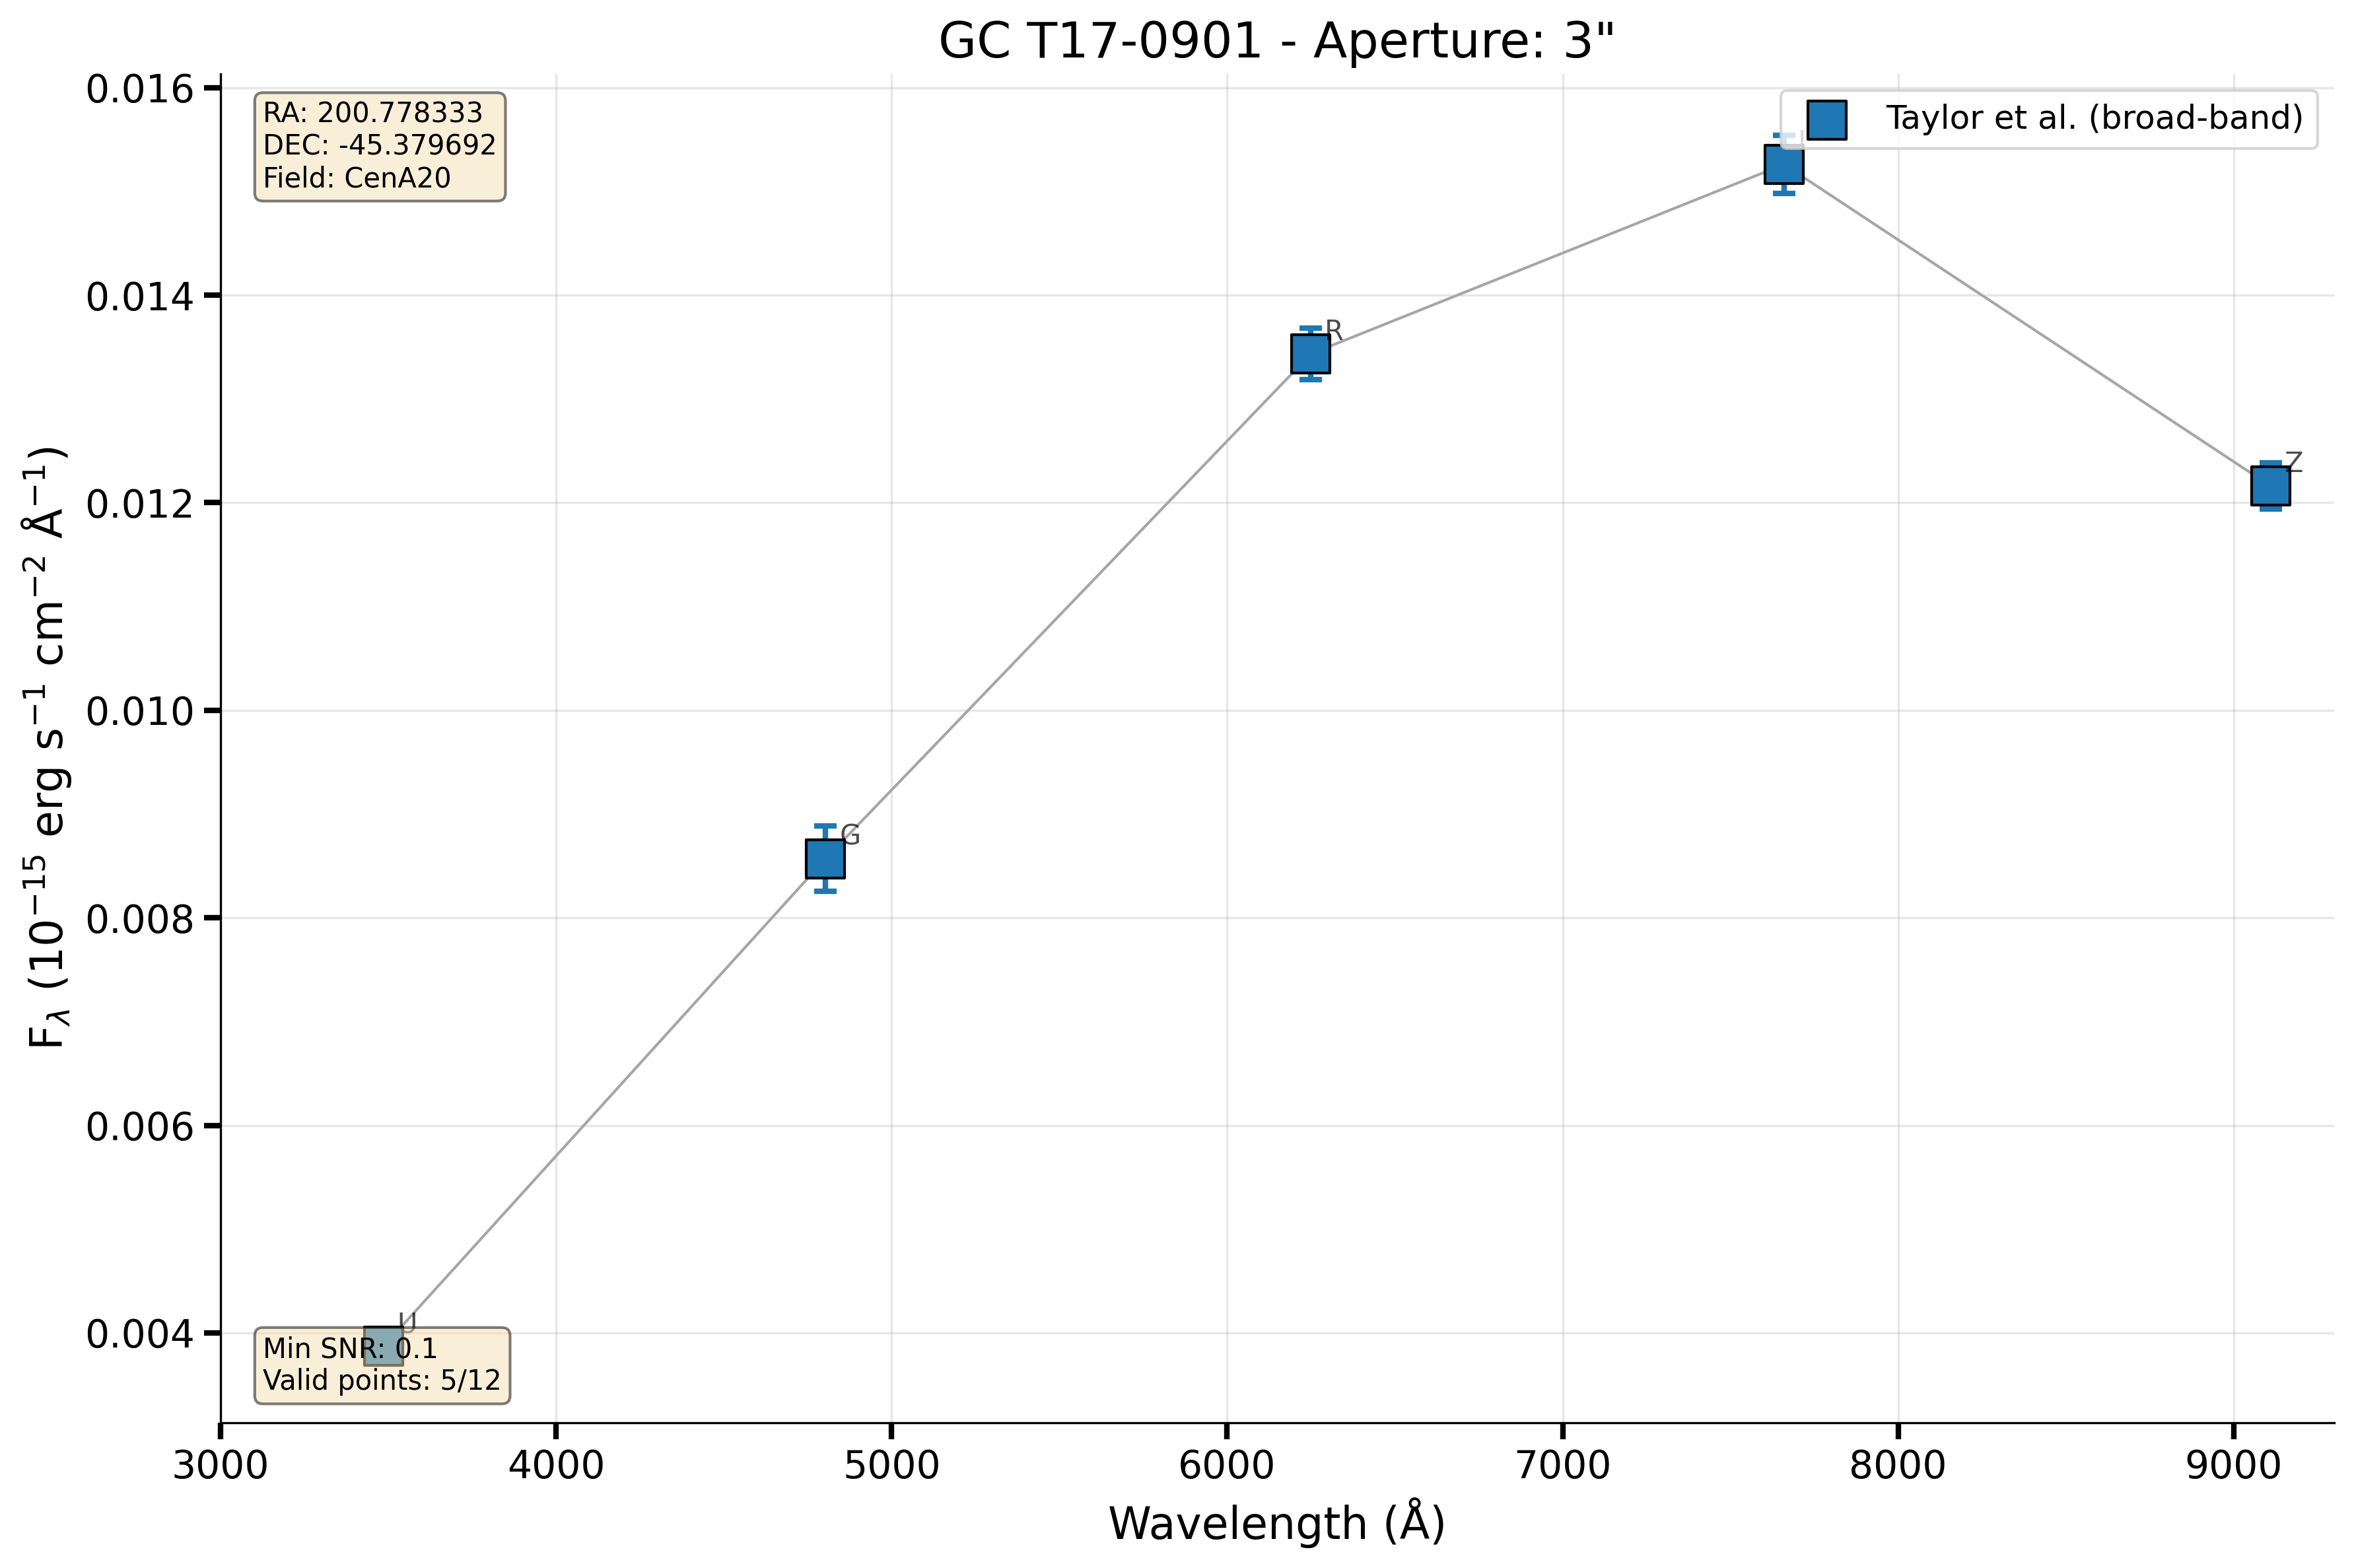 GC T17-0901 - Aperture: 3"
RA: 200.778333
DEC: -45.379692
Field: CenA20
Taylor et al. (broad-band)
0.016
0.014
0.012
0.010
0.008
0.006
0.004
F_λ (10⁻¹⁵ erg s⁻¹ cm⁻² Å⁻¹)
I
R
Z
G
U
Min SNR: 0.1
Valid points: 5/12
3000 4000 5000 6000 7000 8000 9000
Wavelength (Å)